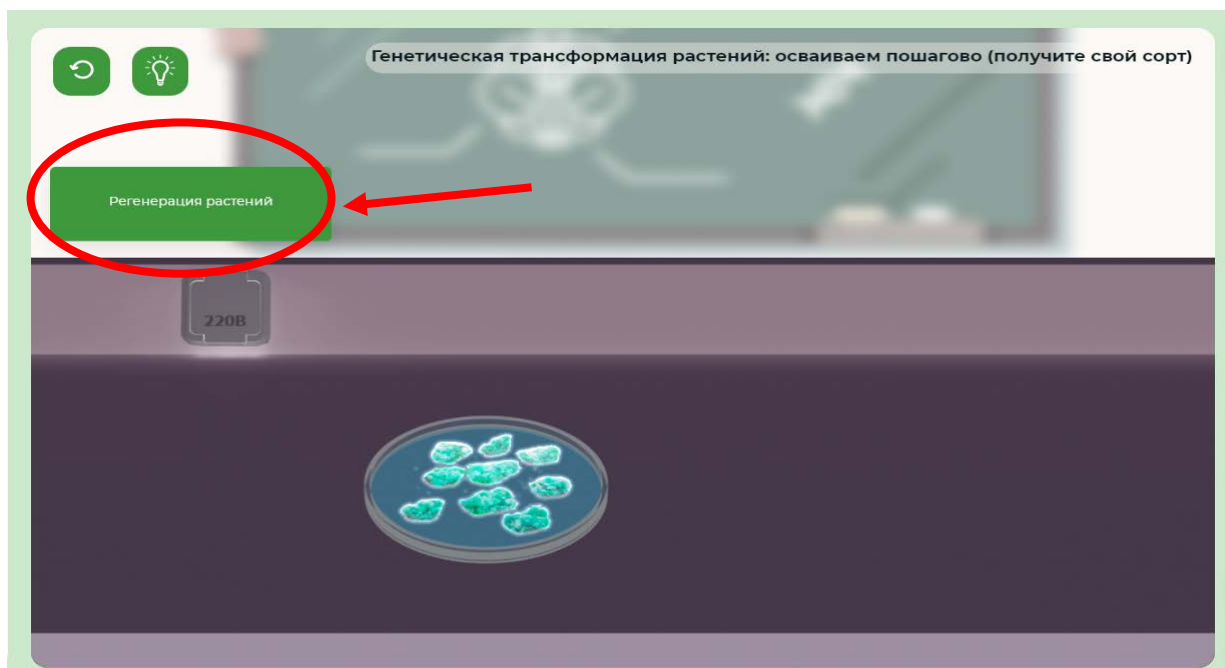 Генетическая трансформация растений: осваиваем пошагово (получите свой сорт)
Регенерация растений
220В